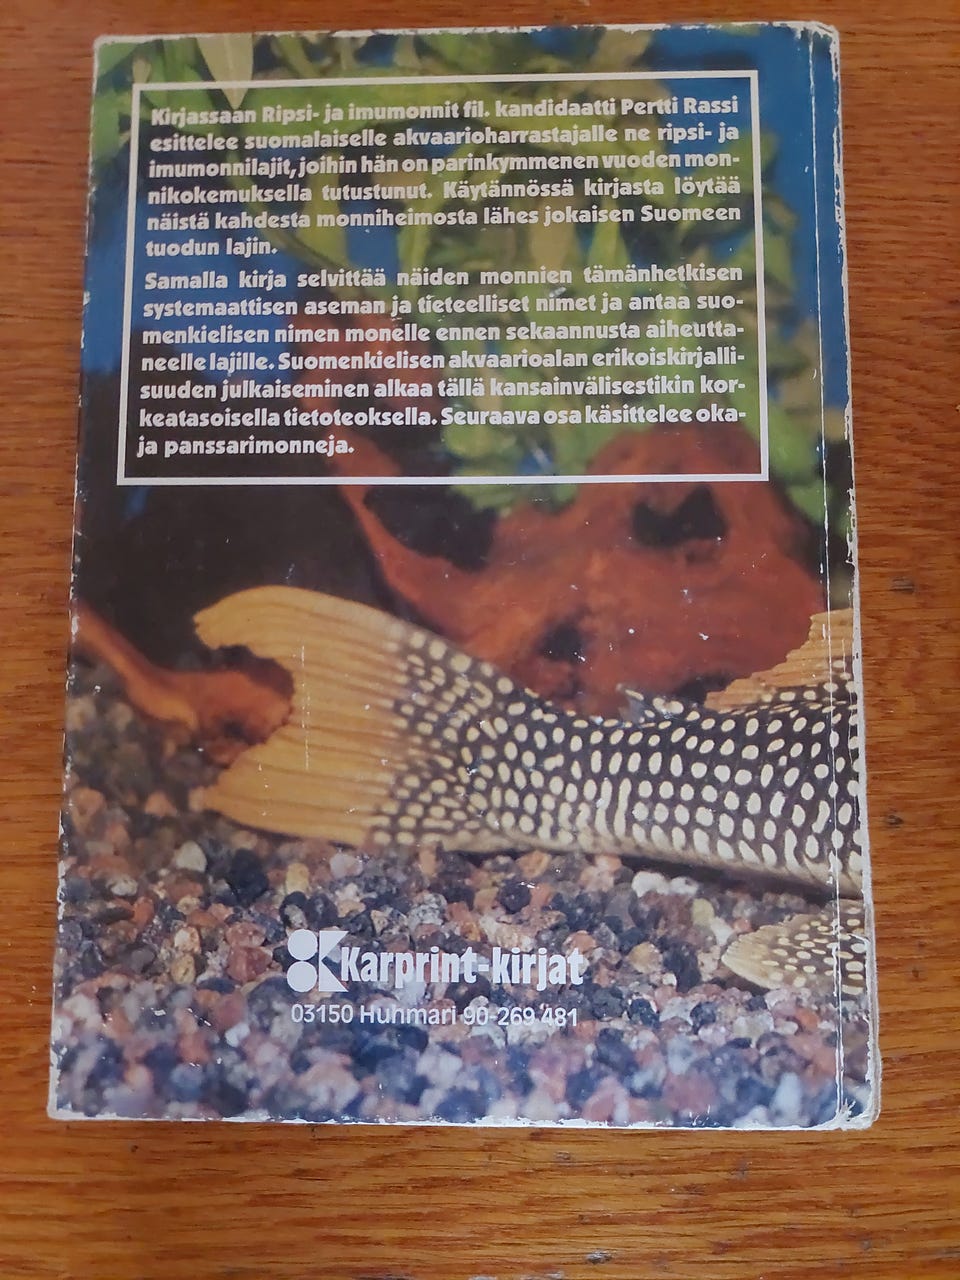 Kirjassaan Ripsi- ja imumonnit fil. kandidaatti Pertti Rassi
esittelee suomalaiselle akvaarioharrastajalle ne ripsi- ja
imumonnilajit, joihin hän on parinkymmenen vuoden mon-
nikokemuksella tutustunut. Käytännössä kirjasta löytää
näistä kahdesta monniheimosta lähes jokaisen Suomeen
tuodun lajin.
Samalla kirja selvittää näiden monnien tämänhetkisen
systemaattisen aseman ja tieteelliset nimet ja antaa suo-
menkielisen nimen monelle ennen sekaannusta aiheutta-
neelle lajille. Suomenkielisen akvaarioalan erikoiskirjalli-
suuden julkaiseminen alkaa tällä kansainvälisestikin kor-
keatasoisella tietoteoksella. Seuraava osa käsittelee oka-
ja panssarimonneja.
Karprint-kirjat
03150 Huhmari 90-269 481